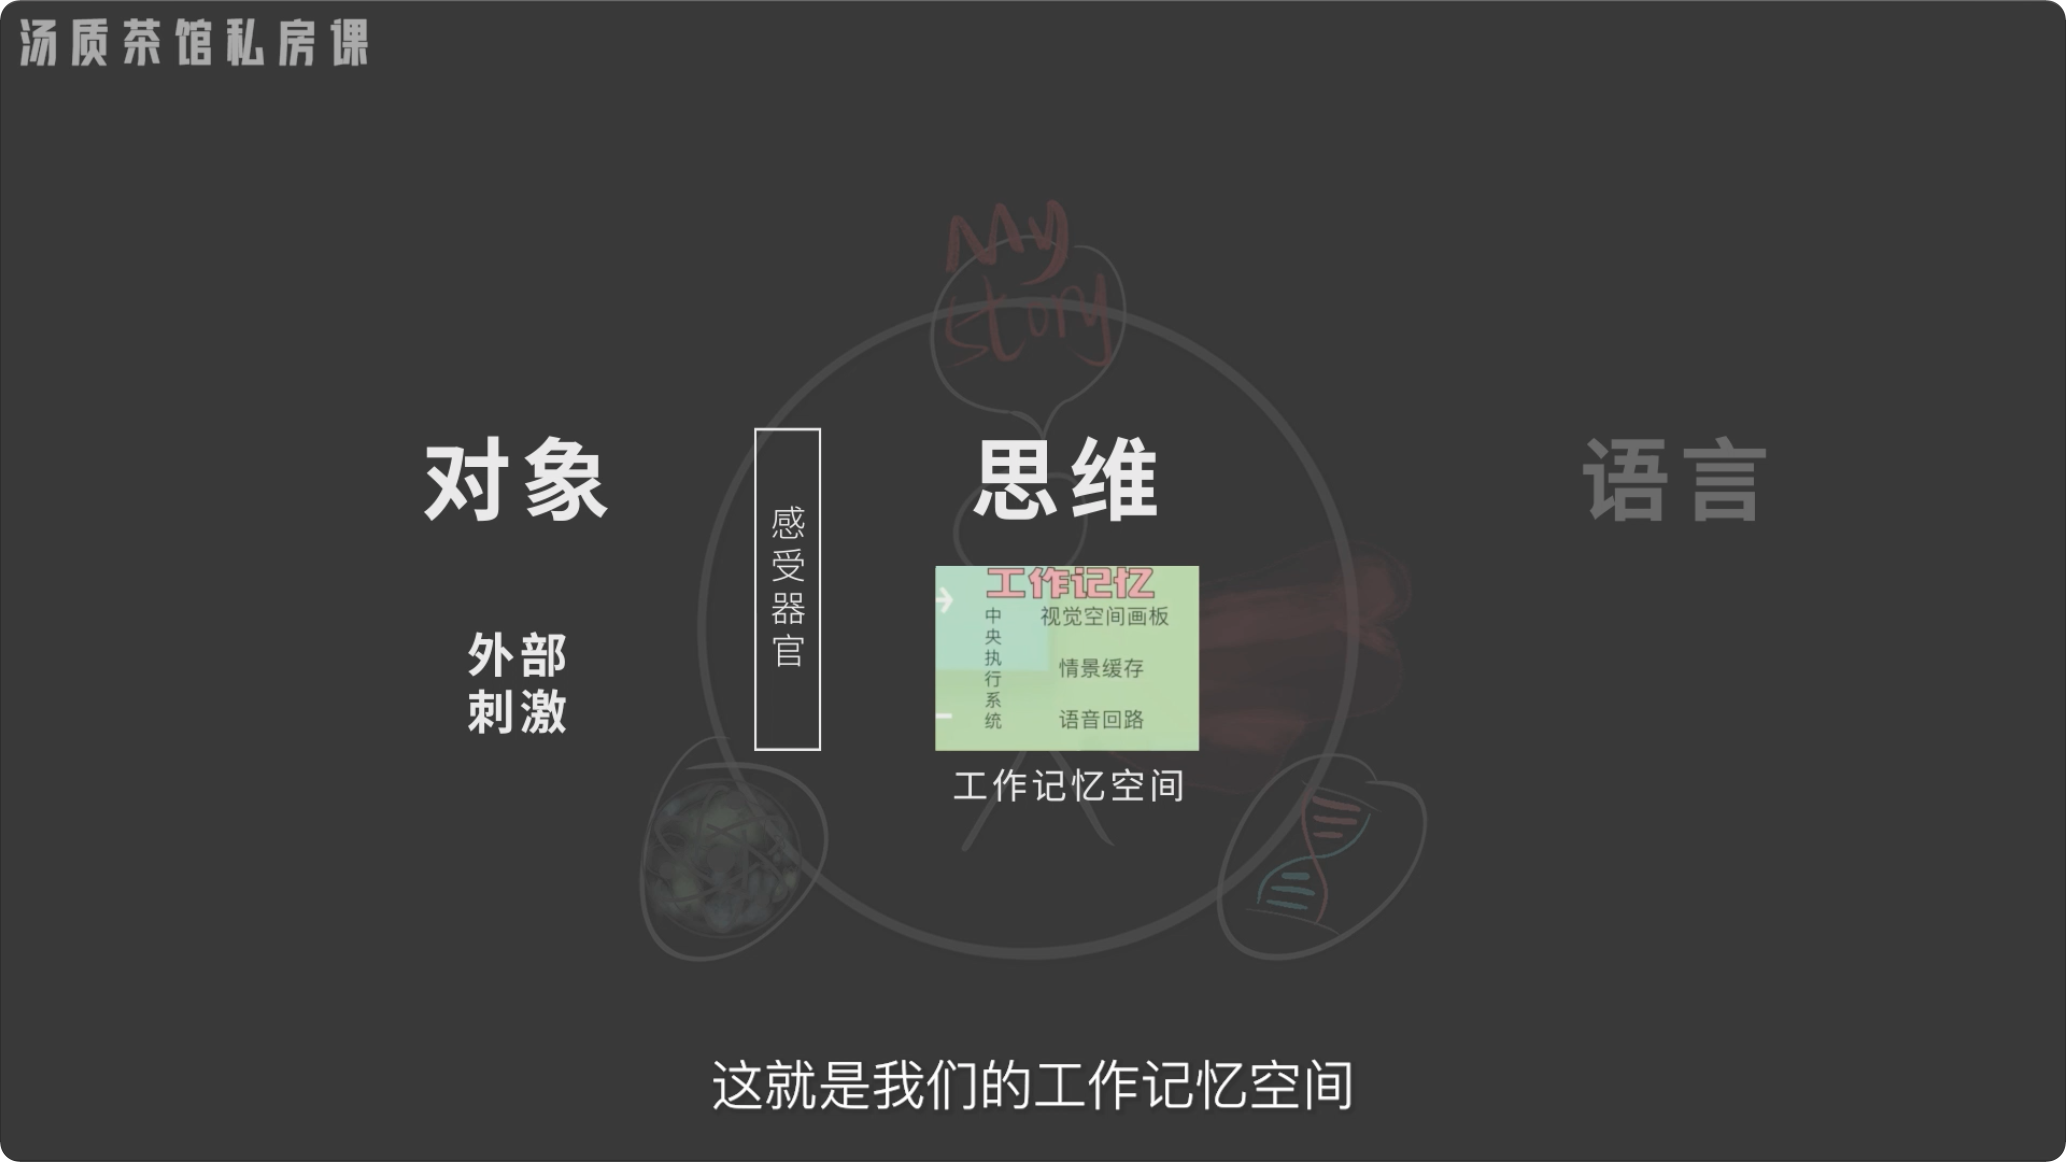 汤质茶馆私房课
My
story
对象
思维
语言
感受器官
外部
刺激
工作记忆
中央执行系统
视觉空间画板
情景缓存
语音回路
工作记忆空间
这就是我们的工作记忆空间